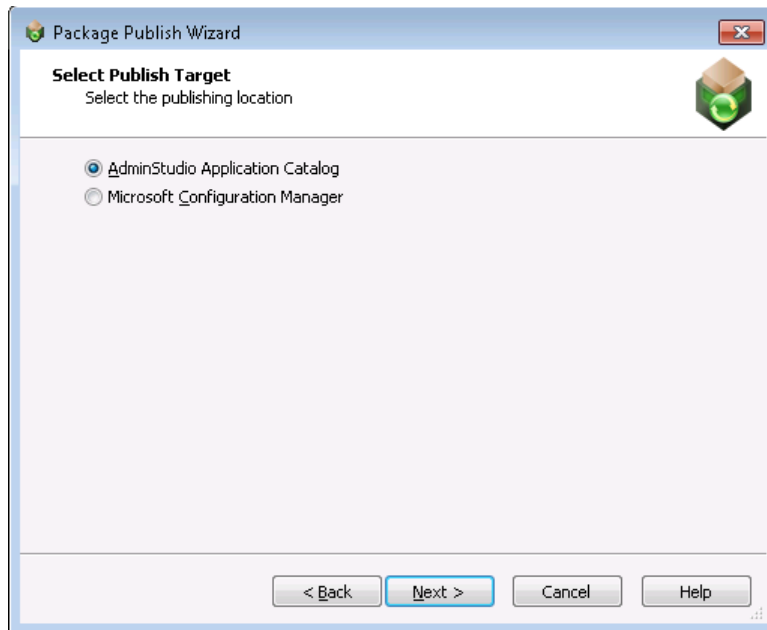 Package Publish Wizard
Select Publish Target
Select the publishing location
AdminStudio Application Catalog
Microsoft Configuration Manager
< Back Next > Cancel Help